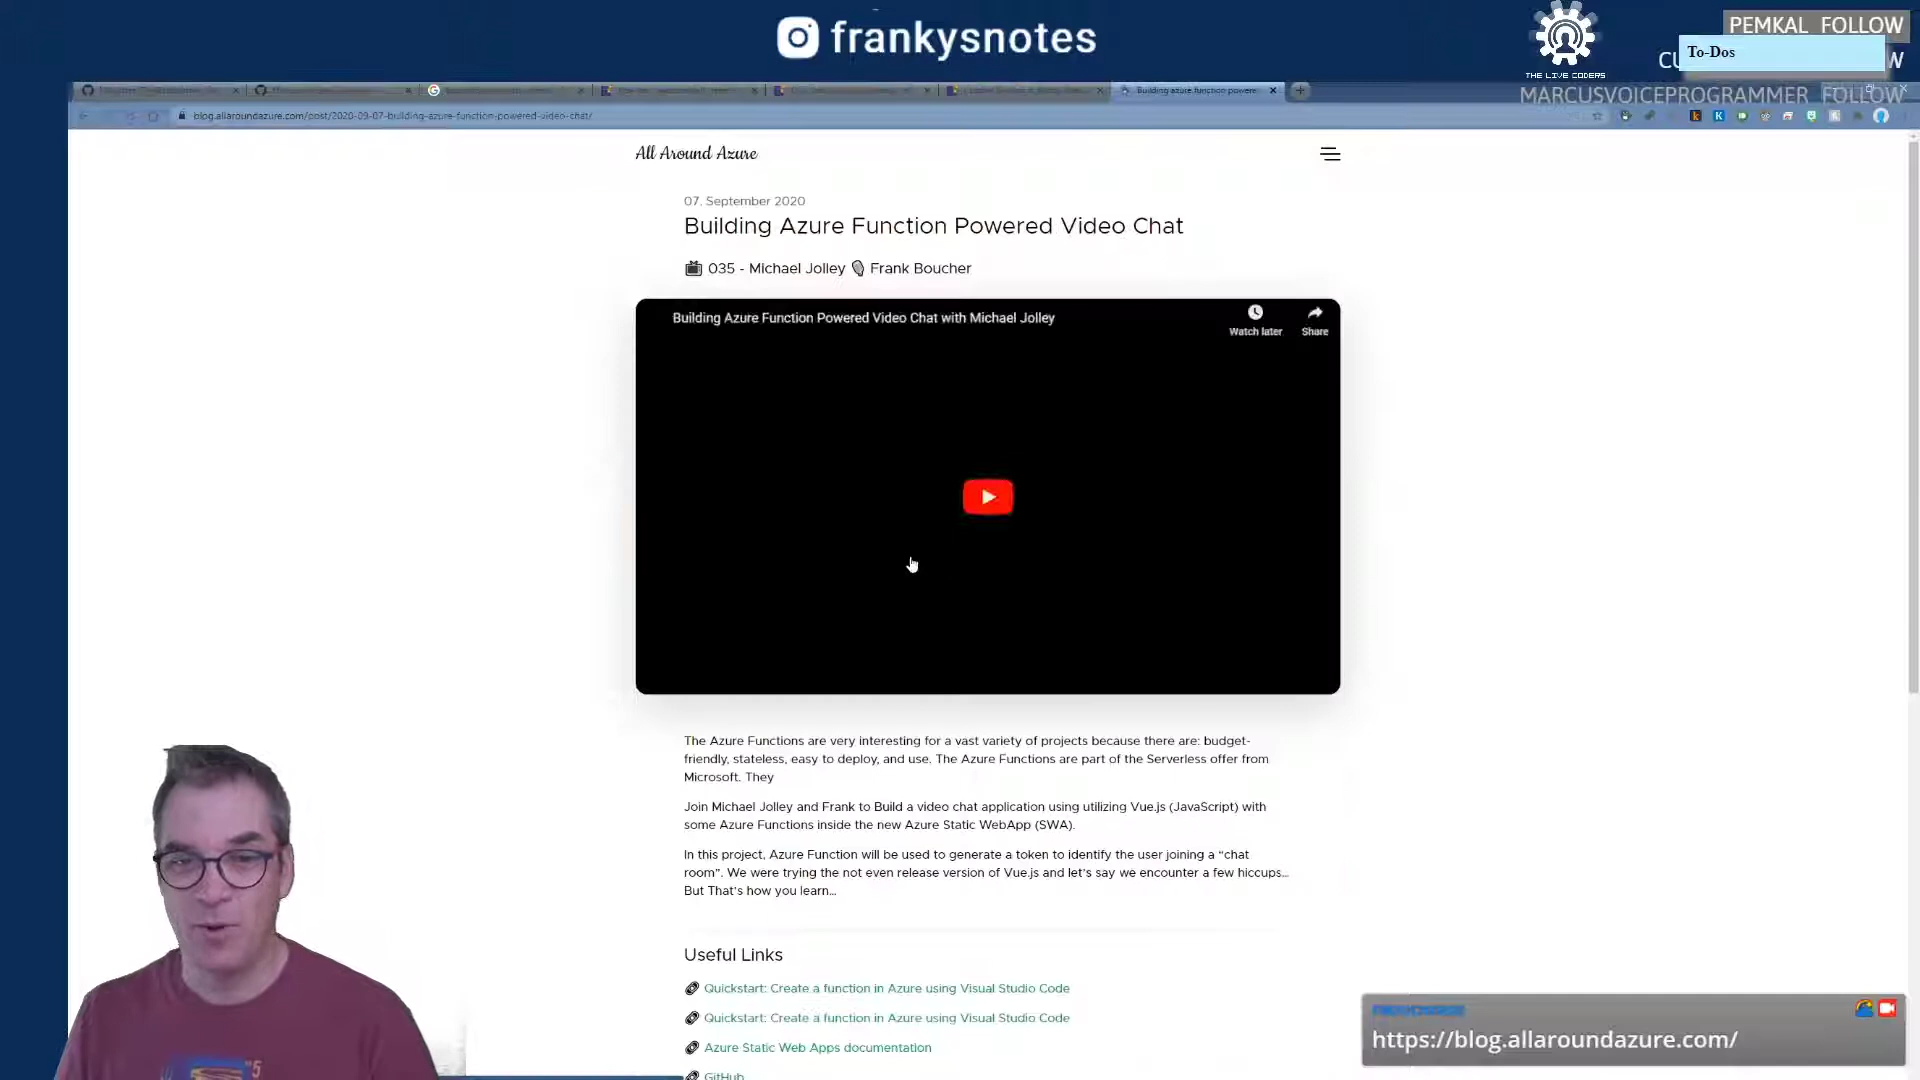 frankysnotes
THE LIVE CODERS
PEMKAL FOLLOW
To-Dos
MARCUSVOICEPROGRAMMER FOLLOW
Building azure function powere
blog.allaroundazure.com/post/2020-09-07-building-azure-function-powered-video-chat/
All Around Azure
07. September 2020
Building Azure Function Powered Video Chat
035 - Michael Jolley Frank Boucher
Building Azure Function Powered Video Chat with Michael Jolley
Watch later
Share
The Azure Functions are very interesting for a vast variety of projects because there are: budget-
friendly, stateless, easy to deploy, and use. The Azure Functions are part of the Serverless offer from
Microsoft. They
Join Michael Jolley and Frank to Build a video chat application using utilizing Vue.js (JavaScript) with
some Azure Functions inside the new Azure Static WebApp (SWA).
In this project, Azure Function will be used to generate a token to identify the user joining a “chat
room”. We were trying the not even release version of Vue.js and let’s say we encounter a few hiccups...
But That’s how you learn...
Useful Links
Quickstart: Create a function in Azure using Visual Studio Code
Quickstart: Create a function in Azure using Visual Studio Code
Azure Static Web Apps documentation
GitHub
https://blog.allaroundazure.com/